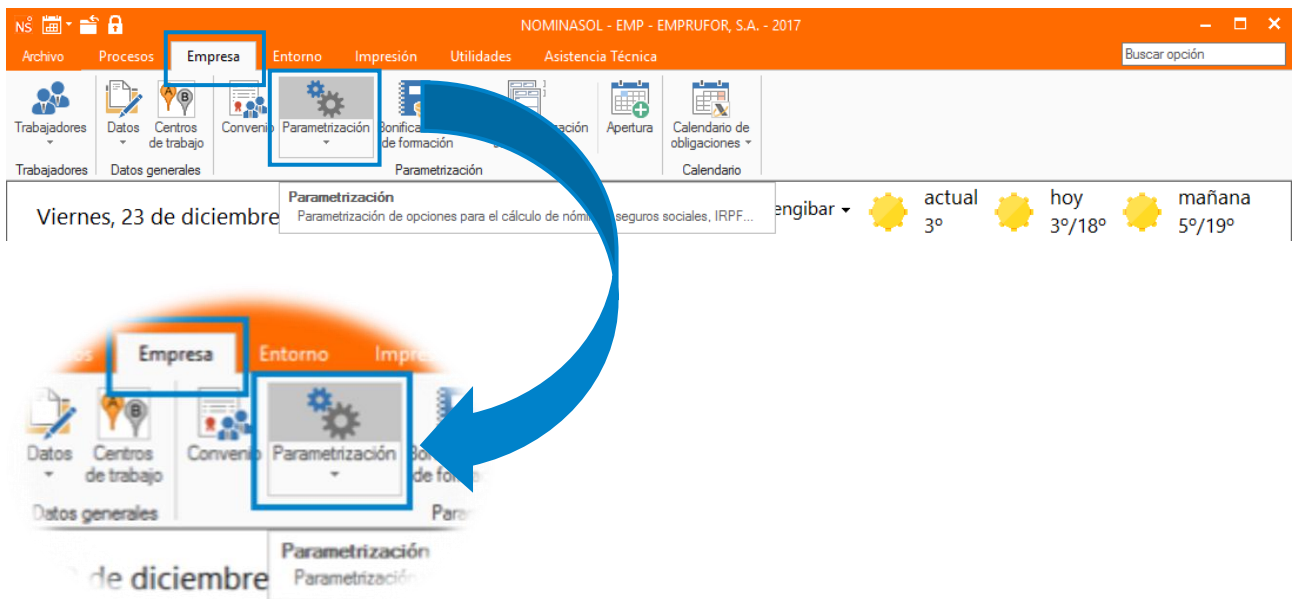 NOMINASOL - EMP - EMPRUFOR, S.A. - 2017
Archivo Procesos Empresa Entorno Impresión Utilidades Asistencia Técnica Buscar opción
Trabajadores Datos Centros de trabajo Convenio Parametrización de formación Apertura Calendario de obligaciones
Trabajadores Datos generales Parametrización Calendario
Parametrización
Parametrización de opciones para el cálculo de seguros sociales, IRPF...
Viernes, 23 de diciembre
actual hoy mañana
3º 3º/18º 5º/19º
Empresa Entorno
Datos Centros de trabajo Convenio Parametrización
Datos generales
de diciembre
Parametrización
Parametrización